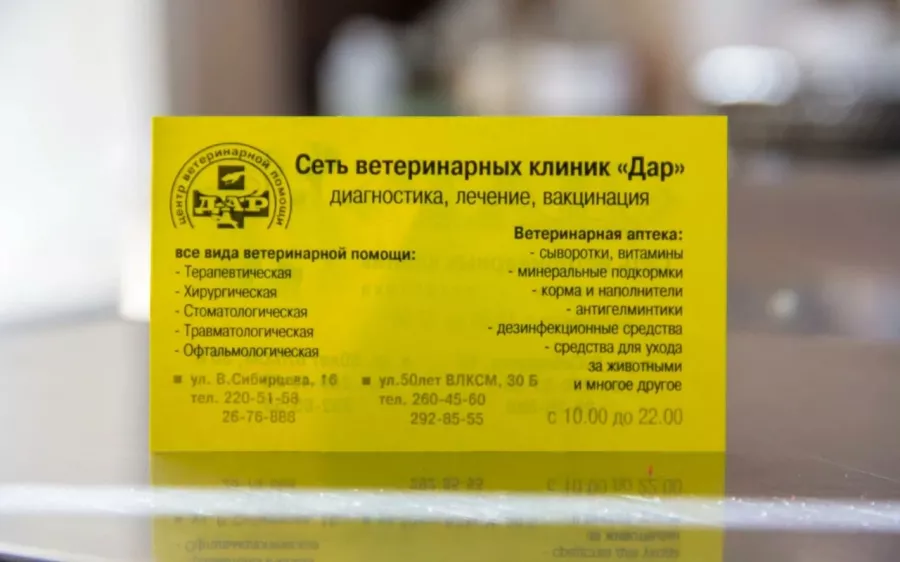 центр ветеринарной помощи
ДАР
Сеть ветеринарных клиник «Дар»
диагностика, лечение, вакцинация
все вида ветеринарной помощи:
- Терапевтическая
- Хирургическая
- Стоматологическая
- Травматологическая
- Офтальмологическая
Ветеринарная аптека:
- сыворотки, витамины
- минеральные подкормки
- корма и наполнители
- антигельминтики
- дезинфекционные средства
- средства для ухода
за животными
и многое другое
ул. В.Сибирцева, 16
тел. 220-51-58
26-76-888
ул.50лет ВЛКСМ, 30 Б
тел. 260-45-60
292-85-55
с 10.00 до 22.00